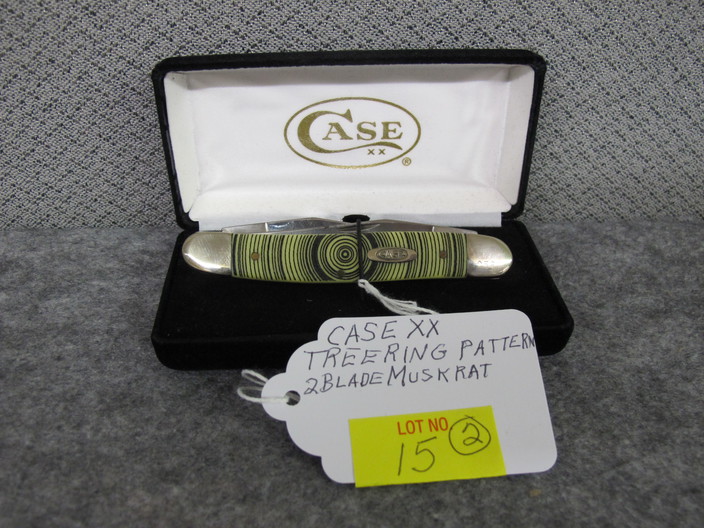 CASE
XX
®
CASE
CASE XX
TREERING PATTERN
2 BLADE MUSKRAT
LOT NO.
15 2